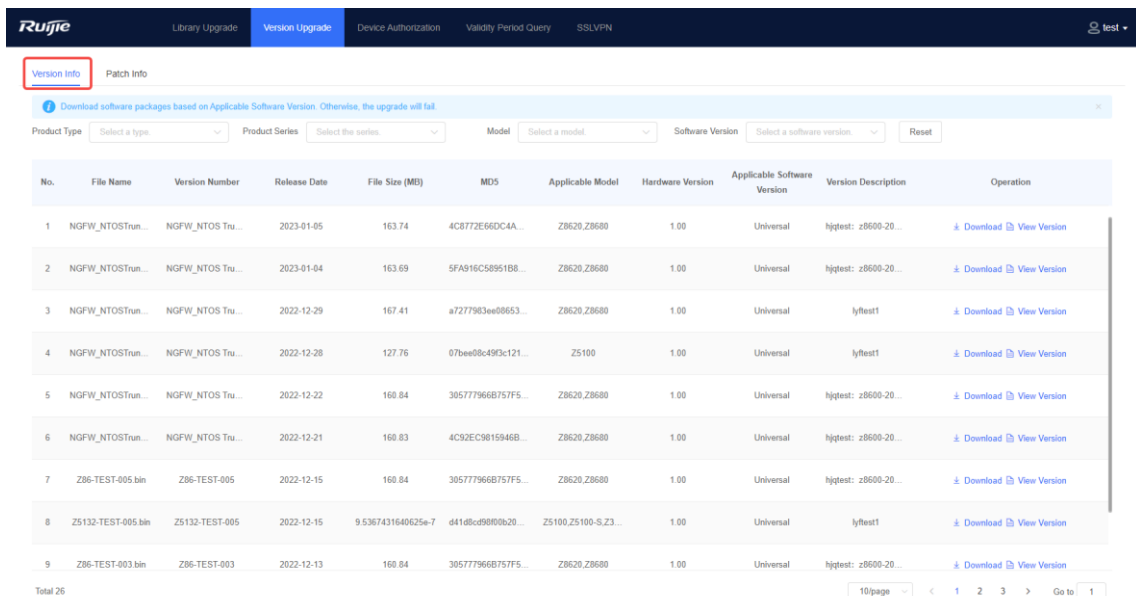 Ruijie Library Upgrade Version Upgrade Device Authorization Validity Period Query SSLVPN test
Version Info Patch Info
Download software packages based on Applicable Software Version. Otherwise, the upgrade will fail.
Product Type Select a type. Product Series Select the series. Model Select a model. Software Version Select a software version. Reset
No. File Name Version Number Release Date File Size (MB) MD5 Applicable Model Hardware Version Applicable Software Version Version Description Operation
1 NGFW_NTOSTrun... NGFW_NTOS Tru... 2023-01-05 163.74 4C8772E66DC4A... Z8620,Z8680 1.00 Universal hjqtest: z8600-20... Download View Version
2 NGFW_NTOSTrun... NGFW_NTOS Tru... 2023-01-04 163.69 5FA916C58951B8... Z8620,Z8680 1.00 Universal hjqtest: z8600-20... Download View Version
3 NGFW_NTOSTrun... NGFW_NTOS Tru... 2022-12-29 167.41 a7277983ee08653... Z8620,Z8680 1.00 Universal lyftest1 Download View Version
4 NGFW_NTOSTrun... NGFW_NTOS Tru... 2022-12-28 127.76 07bee08c49f3c121... Z5100 1.00 Universal lyftest1 Download View Version
5 NGFW_NTOSTrun... NGFW_NTOS Tru... 2022-12-22 160.84 305777966B757F5... Z8620,Z8680 1.00 Universal hjqtest: z8600-20... Download View Version
6 NGFW_NTOSTrun... NGFW_NTOS Tru... 2022-12-21 160.83 4C92EC9815946B... Z8620,Z8680 1.00 Universal hjqtest: z8600-20... Download View Version
7 Z86-TEST-005.bin Z86-TEST-005 2022-12-15 160.84 305777966B757F5... Z8620,Z8680 1.00 Universal hjqtest: z8600-20... Download View Version
8 Z5132-TEST-005.bin Z5132-TEST-005 2022-12-15 9.5367431640625e-7 d41d8cd98f00b20... Z5100,Z5100-S,Z3... 1.00 Universal lyftest1 Download View Version
9 Z86-TEST-003.bin Z86-TEST-003 2022-12-13 160.84 305777966B757F5... Z8620,Z8680 1.00 Universal hjqtest: z8600-20... Download View Version
Total 26 10/page < 1 2 3 > Go to 1